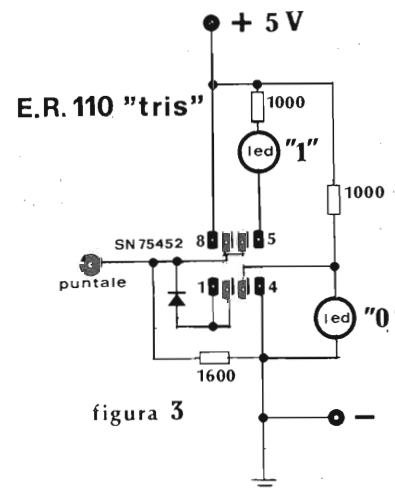 + 5 V
E.R. 110 "tris"
1000
led "1"
1000
SN 75452 8 5
puntale
1 4
led "0
1600
figura 3
−